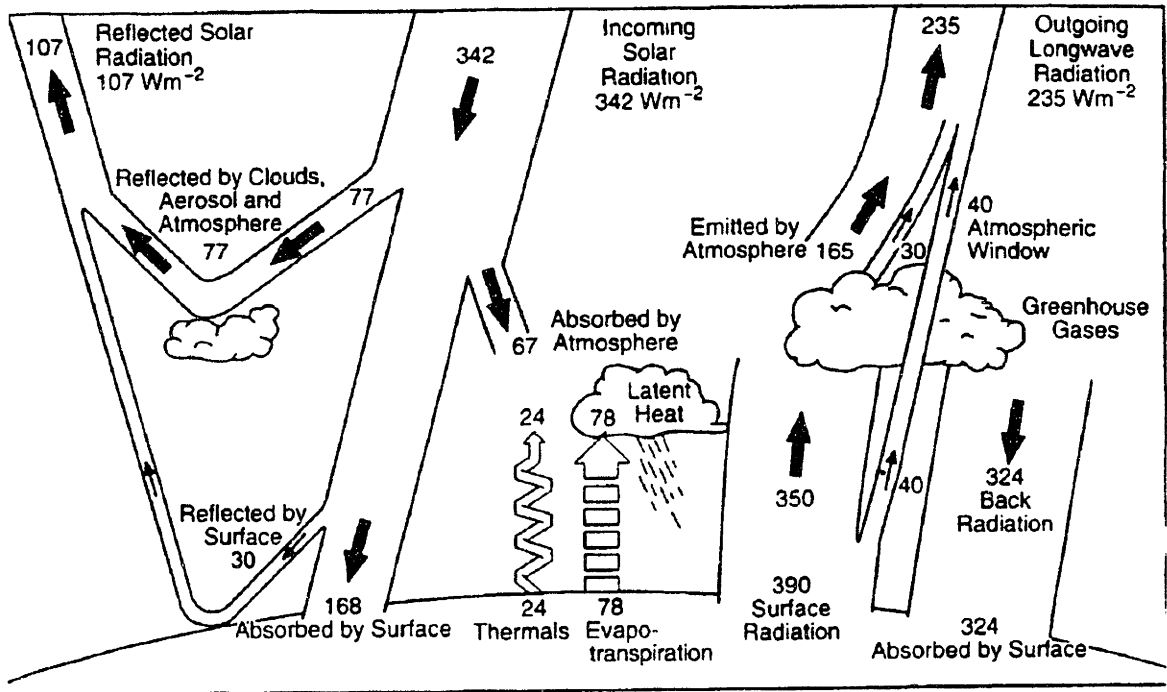 107
Reflected Solar
Radiation
107 Wm⁻²
342
Incoming
Solar
Radiation
342 Wm⁻²
235
Outgoing
Longwave
Radiation
235 Wm⁻²
Reflected by Clouds,
Aerosol and
Atmosphere
77
77
Emitted by
Atmosphere 165
30
40
Atmospheric
Window
Greenhouse
Gases
67
Absorbed by
Atmosphere
24
78
Latent
Heat
350
40
324
Back
Radiation
Reflected by
Surface
30
168
Absorbed by Surface
24
Thermals
78
Evapo-
transpiration
390
Surface
Radiation
324
Absorbed by Surface